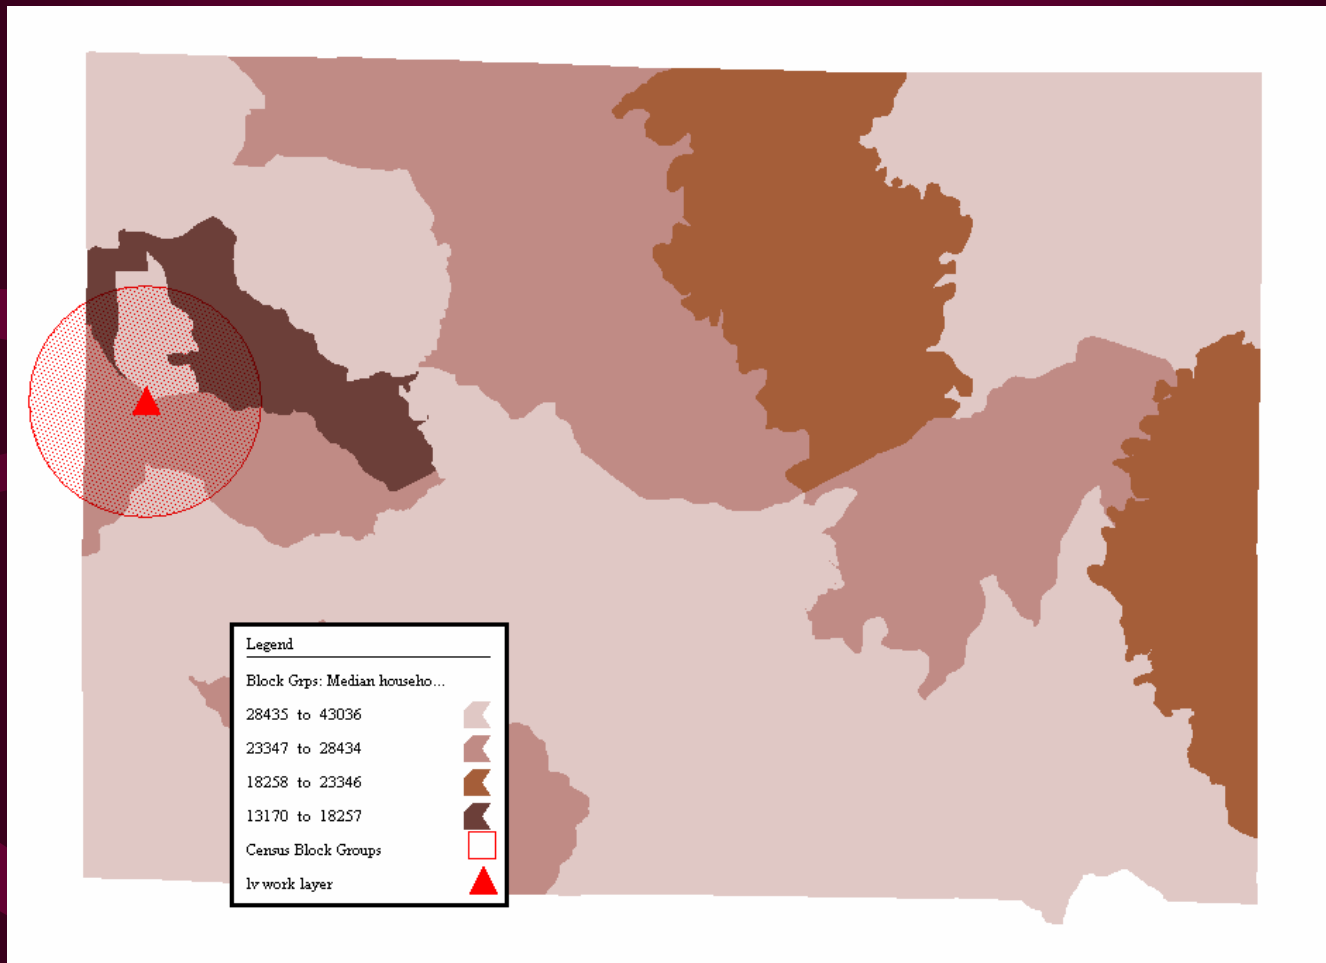 Legend
Block Grps: Median househo...
28435 to 43036
23347 to 28434
18258 to 23346
13170 to 18257
Census Block Groups
lv work layer